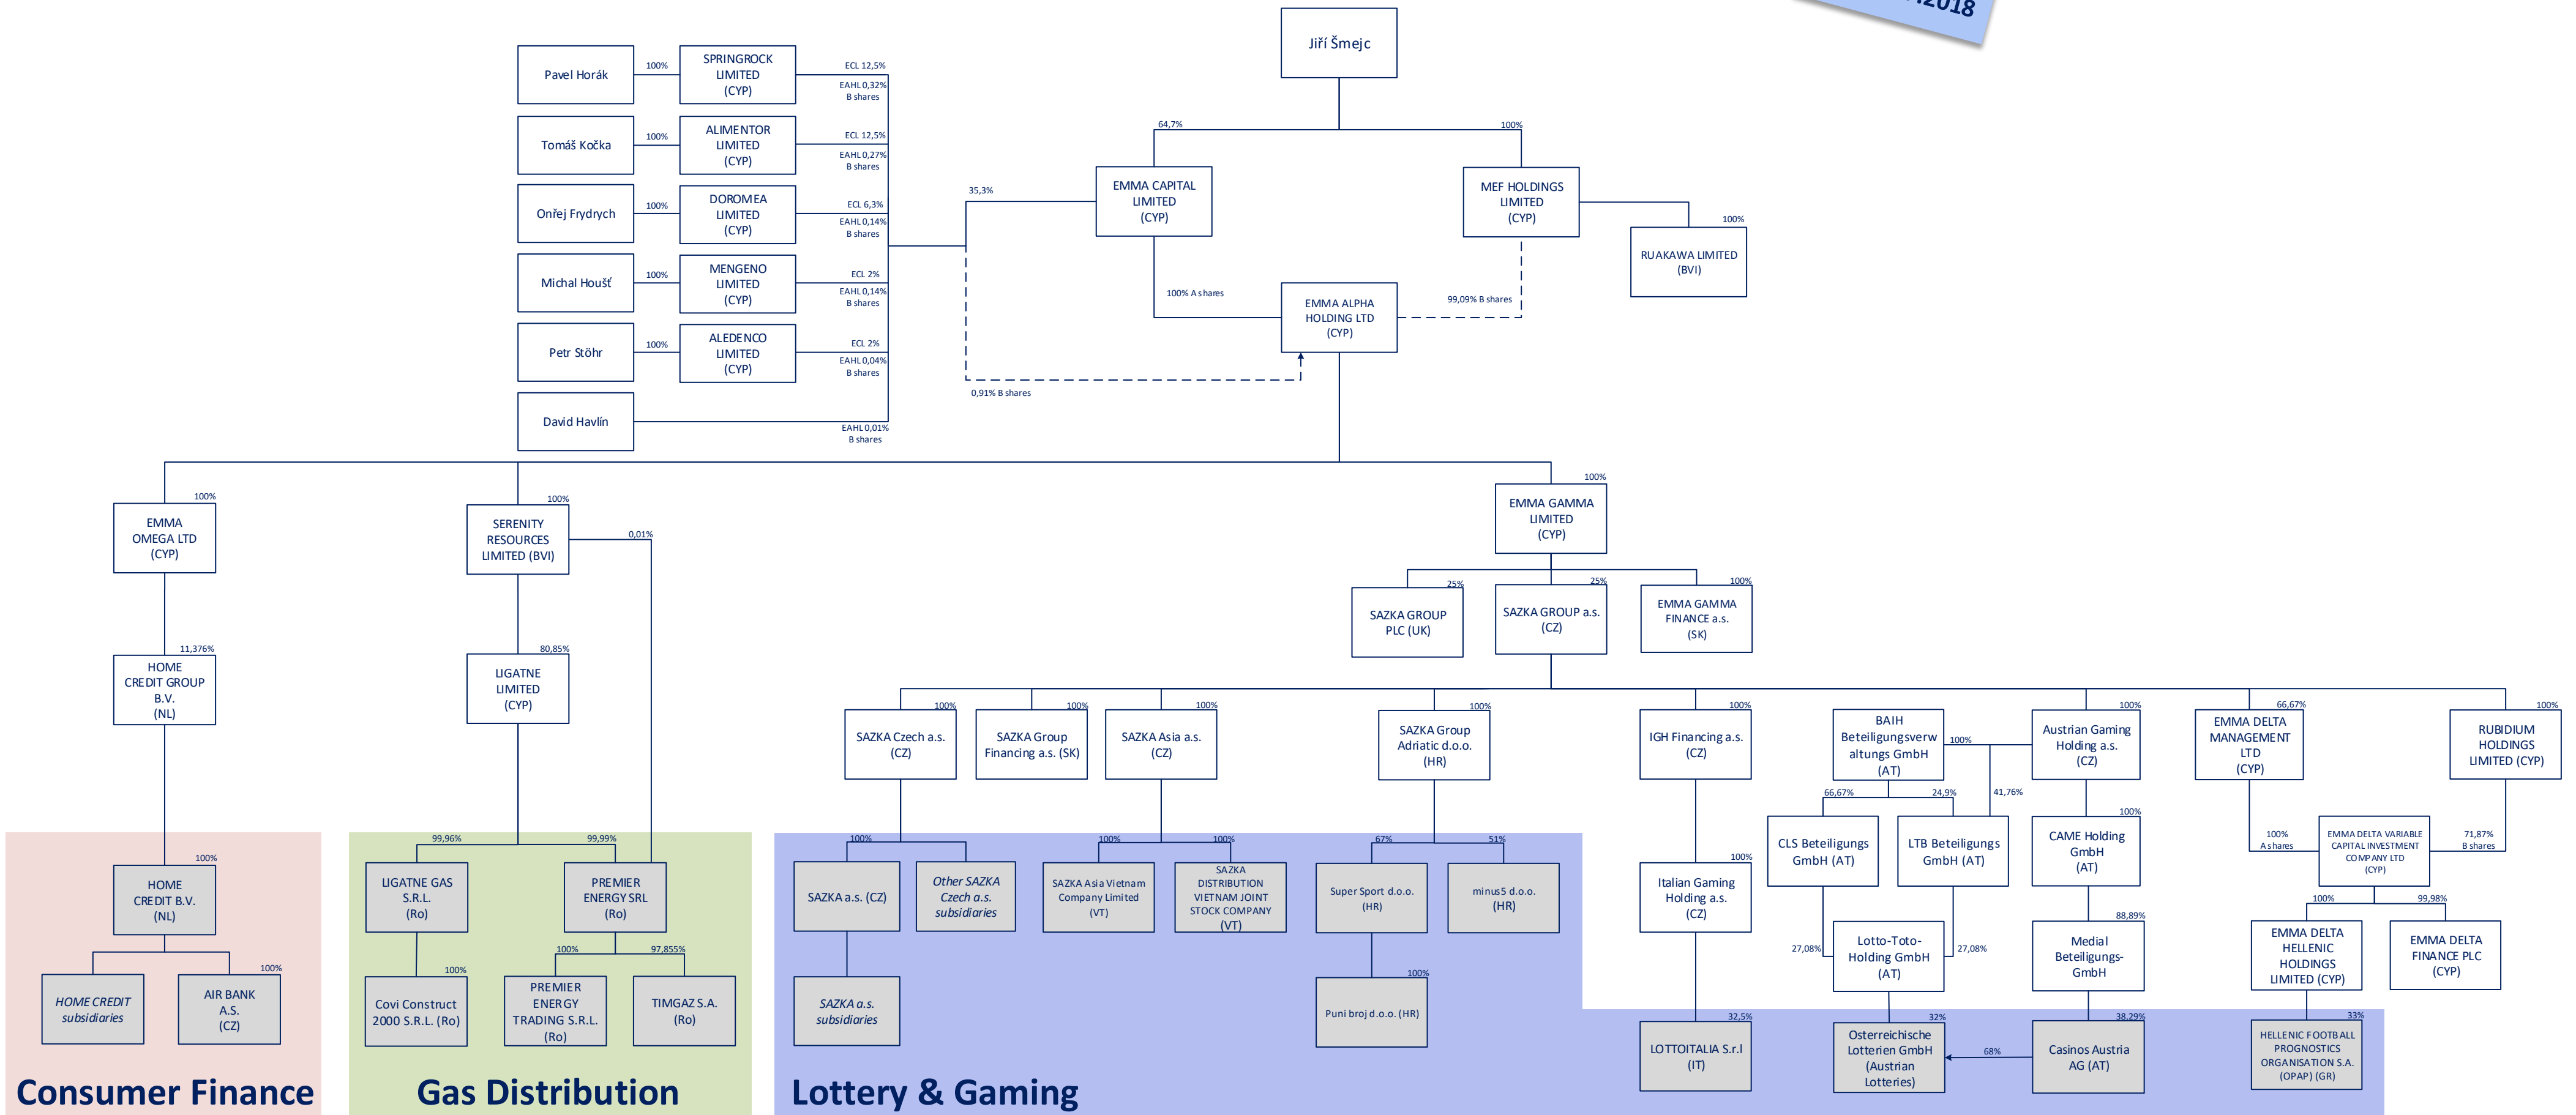 .2018
Jiří Šmejc
Pavel Horák
100%
SPRINGROCK
LIMITED
(CYP)
ECL 12,5%
EAHL 0,32%
B shares
Tomáš Kočka
100%
ALIMENTOR
LIMITED
(CYP)
ECL 12,5%
EAHL 0,27%
B shares
Onřej Frydrych
100%
DOROMEA
LIMITED
(CYP)
ECL 6,3%
EAHL 0,14%
B shares
Michal Houšť
100%
MENGENO
LIMITED
(CYP)
ECL 2%
EAHL 0,14%
B shares
Petr Stöhr
100%
ALEDENCO
LIMITED
(CYP)
ECL 2%
EAHL 0,04%
B shares
David Havlín
EAHL 0,01%
B shares
64,7%
100%
35,3%
EMMA CAPITAL
LIMITED
(CYP)
MEF HOLDINGS
LIMITED
(CYP)
100%
RUAKAWA LIMITED
(BVI)
100% A shares
EMMA ALPHA
HOLDING LTD
(CYP)
99,09% B shares
0,91% B shares
100%
EMMA
OMEGA LTD
(CYP)
100%
SERENITY
RESOURCES
LIMITED (BVI)
0,01%
100%
EMMA GAMMA
LIMITED
(CYP)
25%
SAZKA GROUP
PLC (UK)
25%
SAZKA GROUP a.s.
(CZ)
100%
EMMA GAMMA
FINANCE a.s.
(SK)
11,376%
HOME
CREDIT GROUP
B.V.
(NL)
80,85%
LIGATNE
LIMITED
(CYP)
100%
SAZKA Czech a.s.
(CZ)
100%
SAZKA Group
Financing a.s. (SK)
100%
SAZKA Asia a.s.
(CZ)
100%
SAZKA Group
Adriatic d.o.o.
(HR)
100%
IGH Financing a.s.
(CZ)
BAIH
Beteiligungsverw
altungs GmbH
(AT)
100%
100%
Austrian Gaming
Holding a.s.
(CZ)
66,67%
EMMA DELTA
MANAGEMENT
LTD
(CYP)
100%
RUBIDIUM
HOLDINGS
LIMITED (CYP)
66,67%
24,9%
41,76%
CLS Beteiligungs
GmbH (AT)
LTB Beteiligungs
GmbH (AT)
100%
CAME Holding
GmbH
(AT)
100%
A shares
EMMA DELTA VARIABLE
CAPITAL INVESTMENT
COMPANY LTD
(CYP)
71,87%
B shares
100%
HOME
CREDIT B.V.
(NL)
99,96%
LIGATNE GAS
S.R.L.
(Ro)
99,99%
PREMIER
ENERGY SRL
(Ro)
100%
SAZKA a.s. (CZ)
Other SAZKA
Czech a.s.
subsidiaries
100%
SAZKA Asia Vietnam
Company Limited
(VT)
100%
SAZKA
DISTRIBUTION
VIETNAM JOINT
STOCK COMPANY
(VT)
67%
Super Sport d.o.o.
(HR)
51%
minus5 d.o.o.
(HR)
100%
Italian Gaming
Holding a.s.
(CZ)
27,08%
Lotto-Toto-
Holding GmbH
(AT)
27,08%
88,89%
Medial
Beteiligungs-
GmbH
100%
EMMA DELTA
HELLENIC
HOLDINGS
LIMITED (CYP)
99,98%
EMMA DELTA
FINANCE PLC
(CYP)
HOME CREDIT
subsidiaries
100%
AIR BANK
A.S.
(CZ)
100%
Covi Construct
2000 S.R.L. (Ro)
100%
PREMIER
ENERGY
TRADING S.R.L.
(Ro)
97,855%
TIMGAZ S.A.
(Ro)
SAZKA a.s.
subsidiaries
100%
Puni broj d.o.o. (HR)
32,5%
LOTTOITALIA S.r.l
(IT)
32%
Osterreichische
Lotterien GmbH
(Austrian
Lotteries)
68%
38,29%
Casinos Austria
AG (AT)
33%
HELLENIC FOOTBALL
PROGNOSTICS
ORGANISATION S.A.
(OPAP) (GR)
Consumer Finance
Gas Distribution
Lottery & Gaming